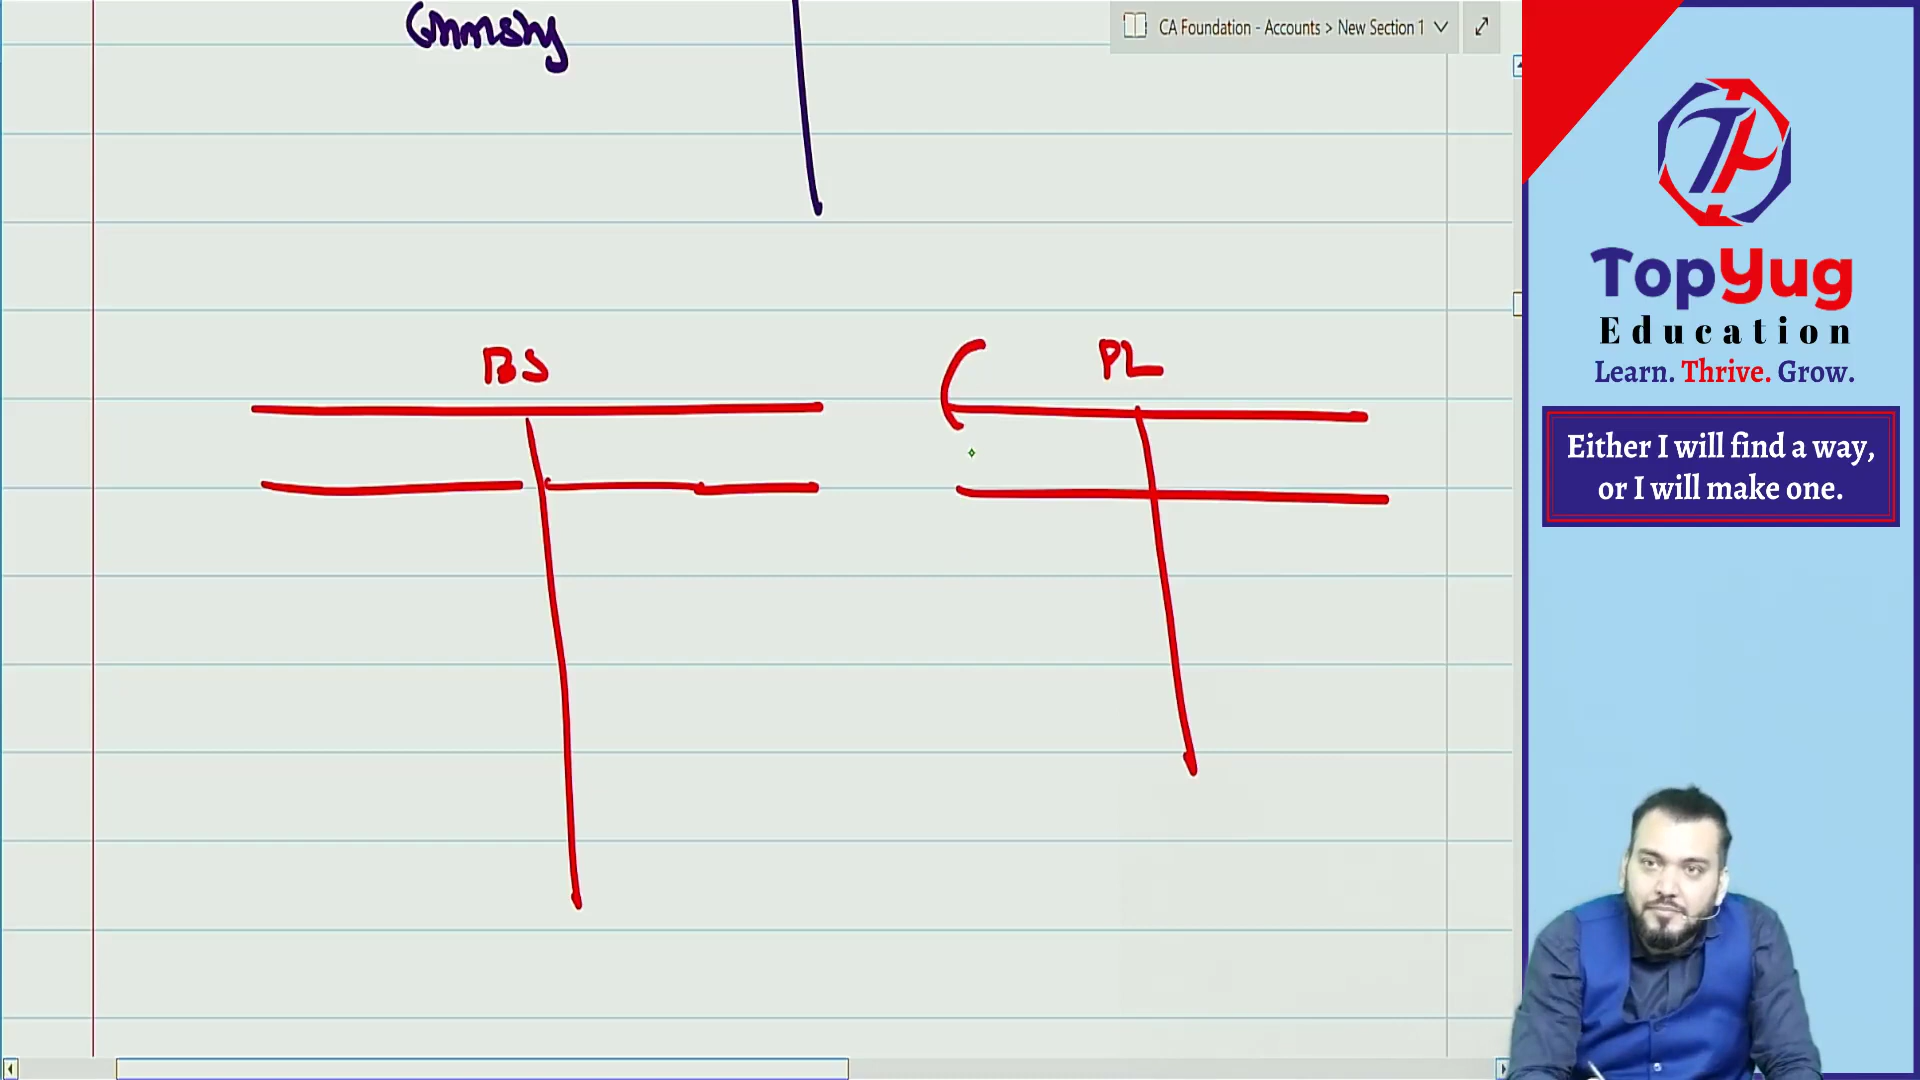 CA Foundation - Accounts > New Section 1
BS
PL
TopYug
Education
Learn. Thrive. Grow.
Either I will find a way,
or I will make one.